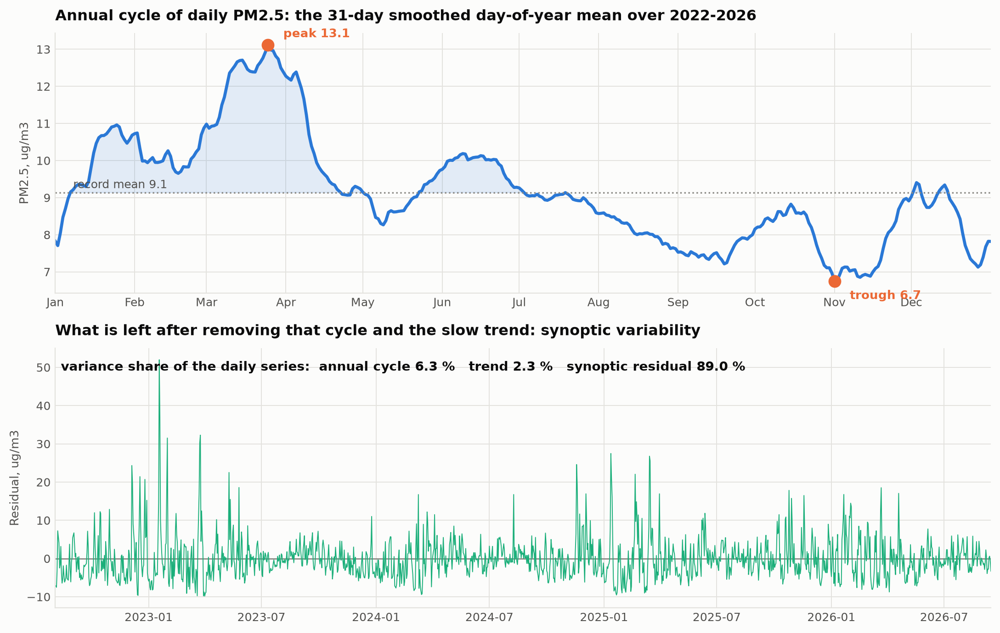 Annual cycle of daily PM2.5: the 31-day smoothed day-of-year mean over 2022-2026
peak 13.1
13
12
11
10
9
8
7
PM2.5, ug/m3
record mean 9.1
trough 6.7
Jan Feb Mar Apr May Jun Jul Aug Sep Oct Nov Dec
What is left after removing that cycle and the slow trend: synoptic variability
variance share of the daily series: annual cycle 6.3 % trend 2.3 % synoptic residual 89.0 %
50
40
30
20
10
0
−10
Residual, ug/m3
2023-01 2023-07 2024-01 2024-07 2025-01 2025-07 2026-01 2026-07